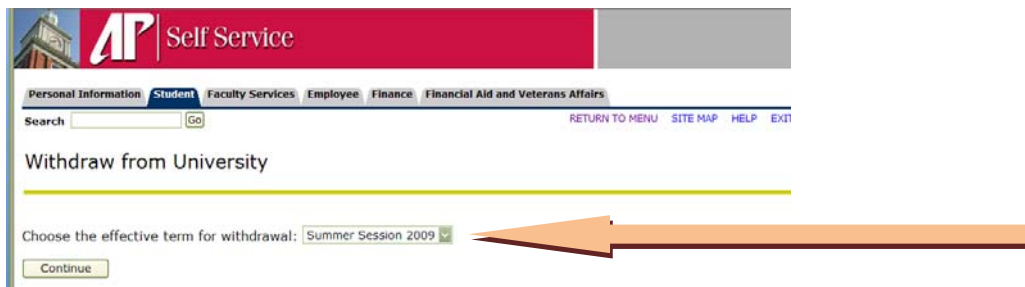 AP Self Service
Personal Information Student Faculty Services Employee Finance Financial Aid and Veterans Affairs
Search Go RETURN TO MENU SITE MAP HELP EXIT
Withdraw from University
Choose the effective term for withdrawal: Summer Session 2009
Continue